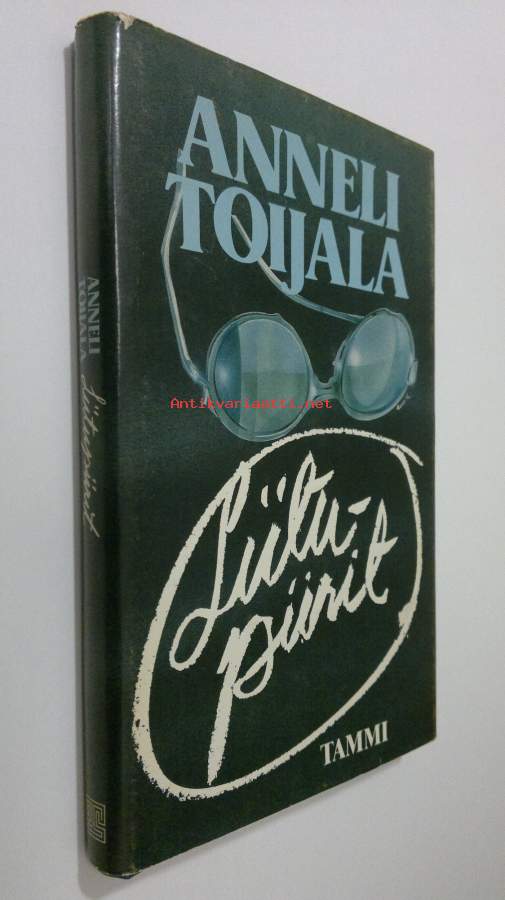 ANNELI
TOIJALA
Antikvariaatti.net
Liitu-
piirit
TAMMI
ANNELI
TOIJALA
Liitupiirit